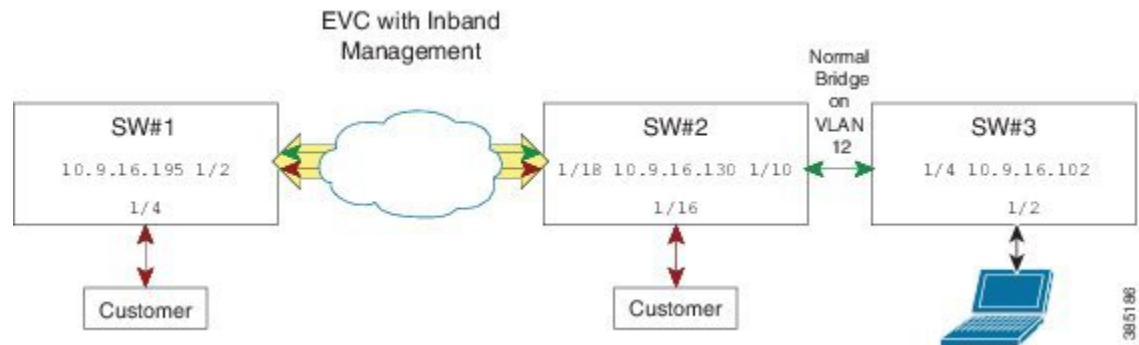 EVC with Inband
Management
Normal
Bridge
on
VLAN
12
SW#1
10.9.16.195 1/2
1/4
SW#2
1/18 10.9.16.130 1/10
1/16
SW#3
1/4 10.9.16.102
1/2
Customer
Customer
385186